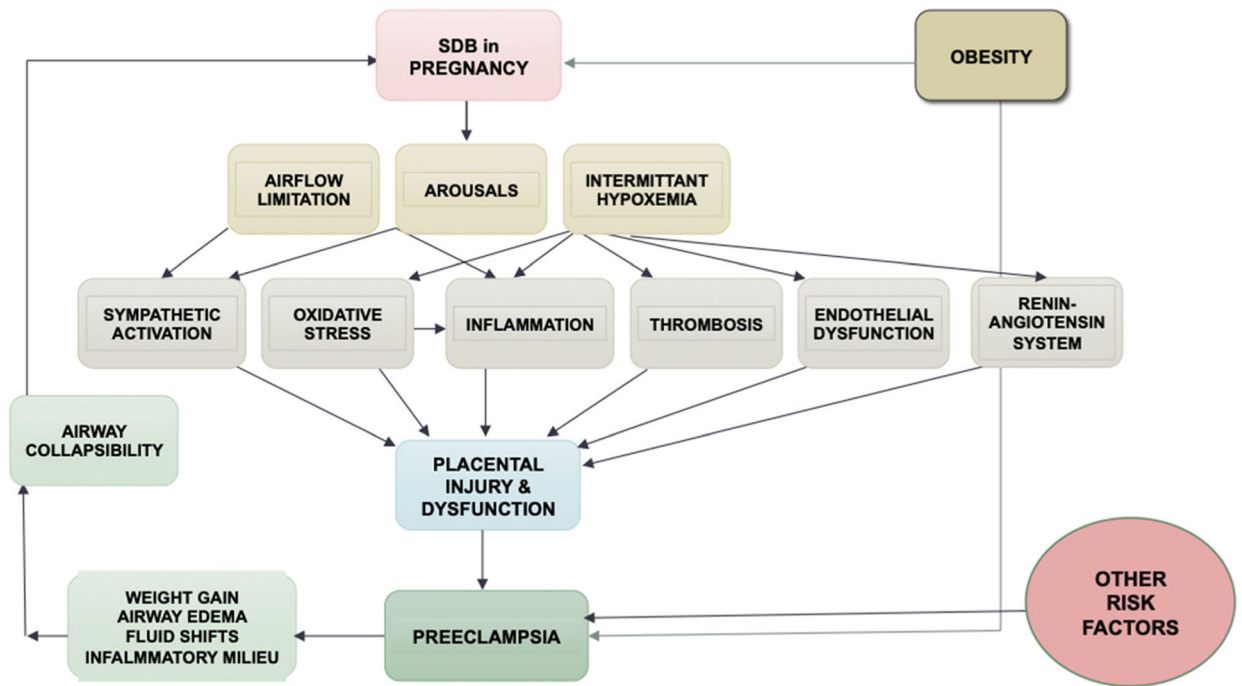 SDB in
PREGNANCY
OBESITY
AIRFLOW
LIMITATION
AROUSALS
INTERMITTANT
HYPOXEMIA
SYMPATHETIC
ACTIVATION
OXIDATIVE
STRESS
INFLAMMATION
THROMBOSIS
ENDOTHELIAL
DYSFUNCTION
RENIN-
ANGIOTENSIN
SYSTEM
AIRWAY
COLLAPSIBILITY
PLACENTAL
INJURY &
DYSFUNCTION
WEIGHT GAIN
AIRWAY EDEMA
FLUID SHIFTS
INFALMMATORY MILIEU
PREECLAMPSIA
OTHER
RISK
FACTORS